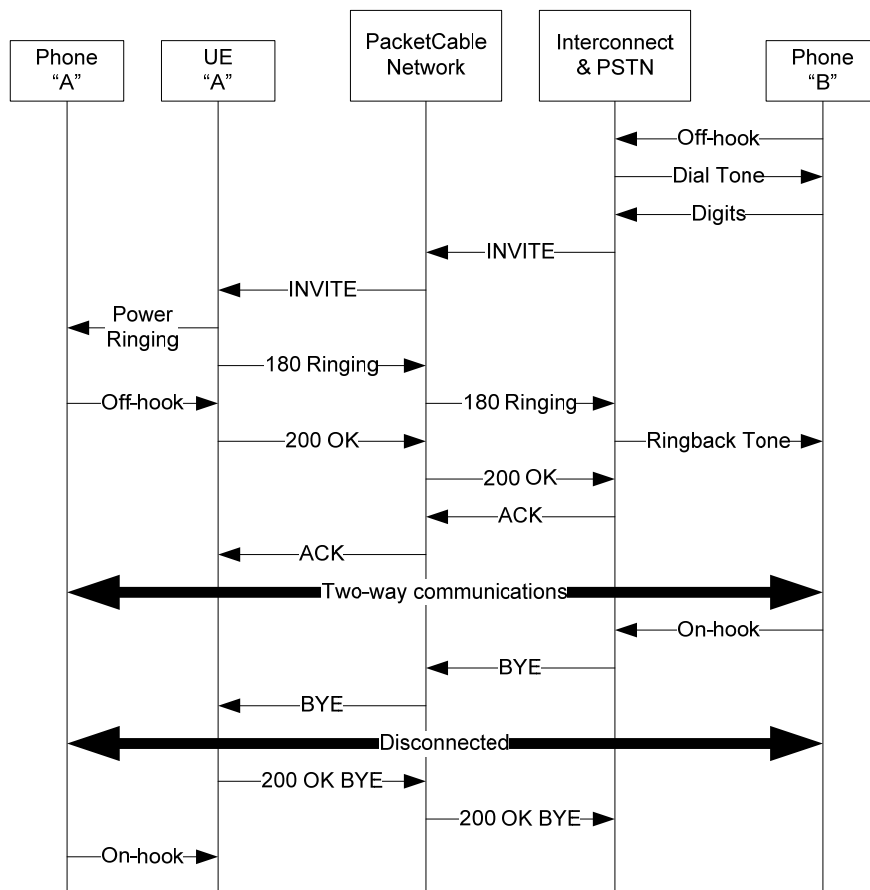 Phone
“A”
UE
“A”
PacketCable
Network
Interconnect
& PSTN
Phone
“B”
Off-hook
Dial Tone
Digits
INVITE
INVITE
Power
Ringing
180 Ringing
Off-hook
180 Ringing
200 OK
Ringback Tone
200 OK
ACK
ACK
Two-way communications
On-hook
BYE
BYE
Disconnected
200 OK BYE
200 OK BYE
On-hook